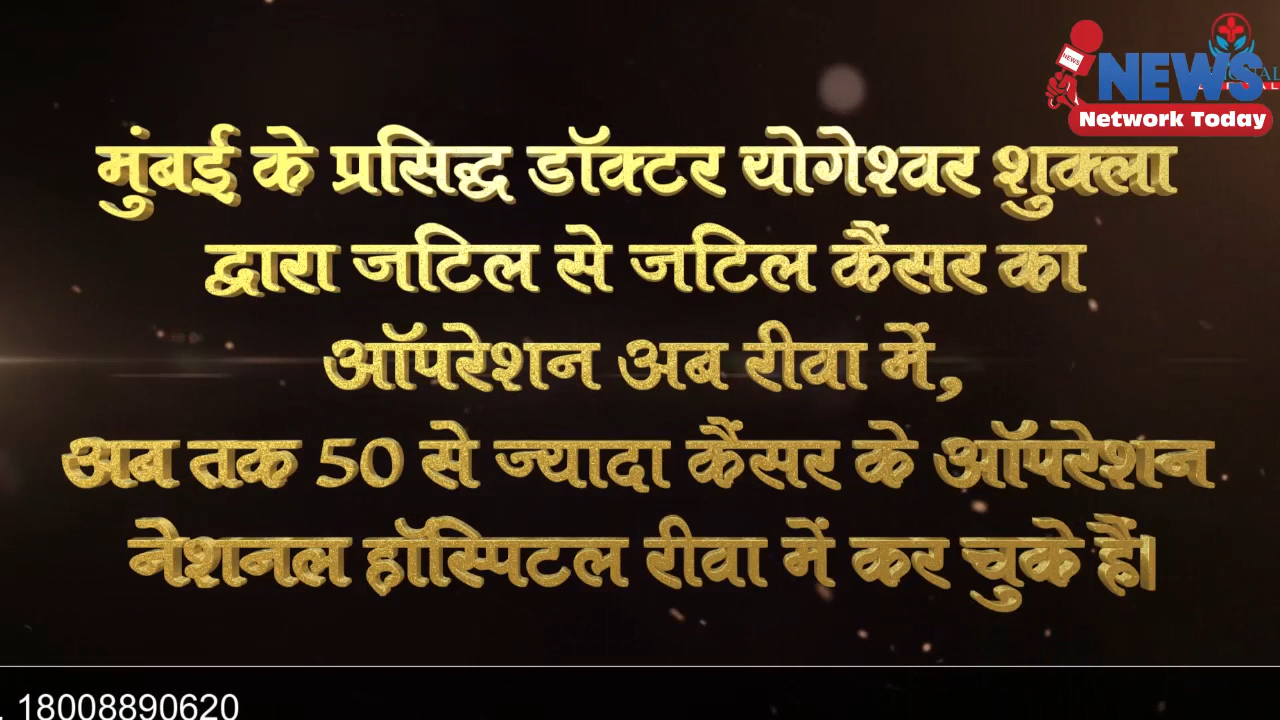 NEWS
NEWS
Network Today
मुंबई के प्रसिद्ध डॉक्टर योगेश्वर शुक्ला
द्वारा जटिल से जटिल कैंसर का
ऑपरेशन अब रीवा में,
अब तक 50 से ज्यादा कैंसर के ऑपरेशन
नेशनल हॉस्पिटल रीवा में कर चुके हैं।
18008890620